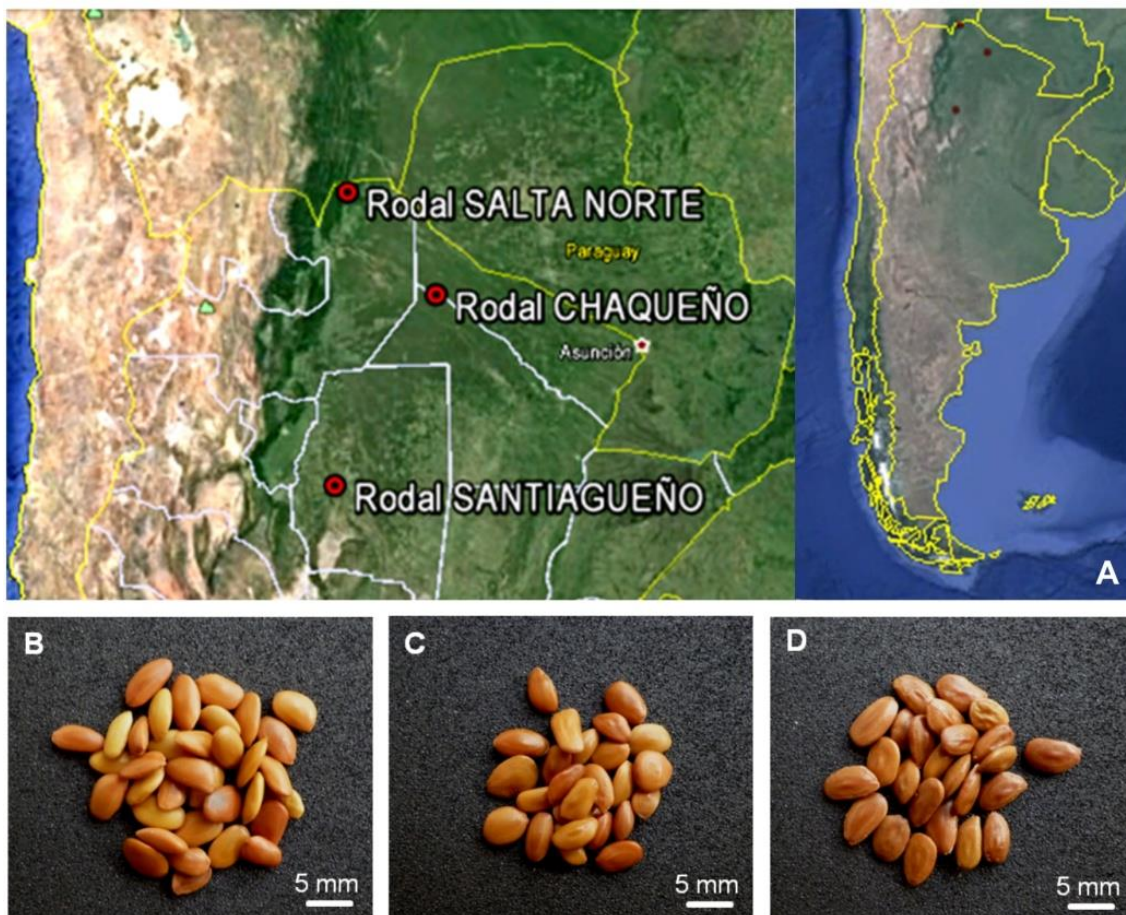 Rodal SALTA NORTE
Paraguay
Rodal CHAQUEÑO
Asunción
Rodal SANTIAGUEÑO
A
B
C
D
5 mm
5 mm
5 mm